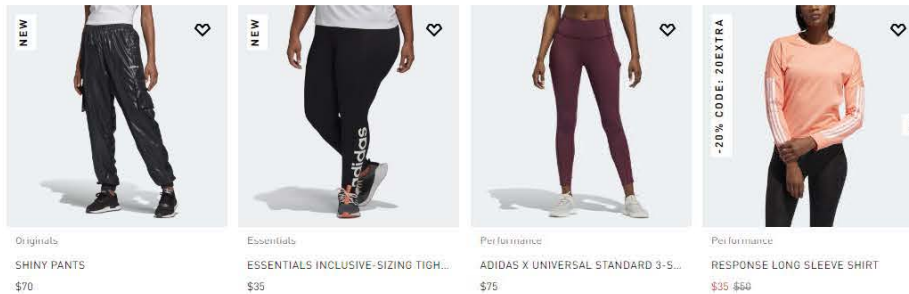 NEW
Originals
SHINY PANTS
$70
NEW
adidas
Essentials
ESSENTIALS INCLUSIVE-SIZING TIGH...
$35
Performance
ADIDAS X UNIVERSAL STANDARD 3-S...
$75
-20% CODE: 20EXTRA
Performance
RESPONSE LONG SLEEVE SHIRT
$35 $50